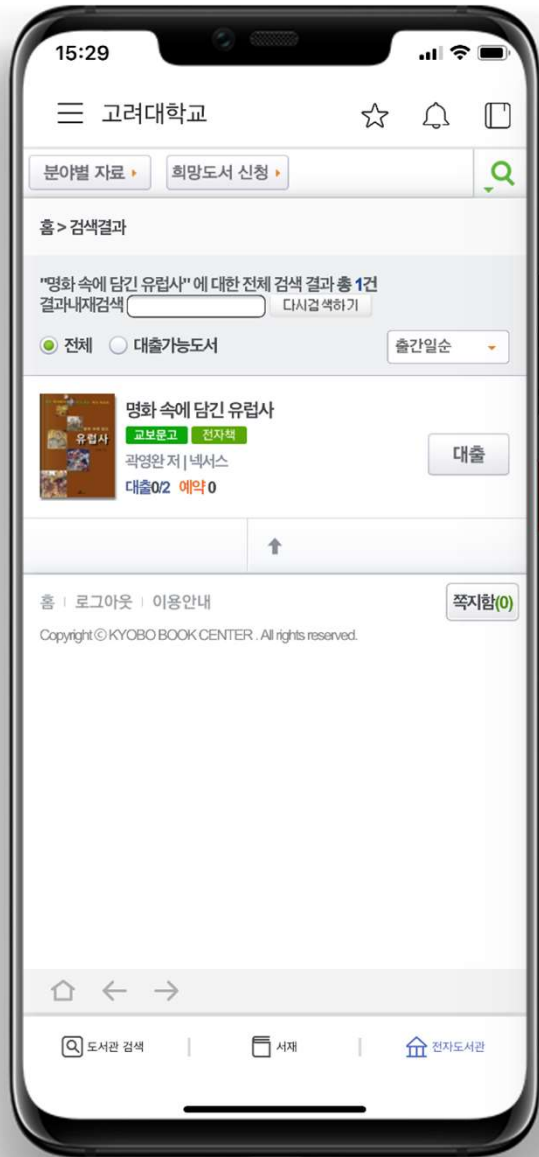 15:29
고려대학교
분야별 자료
희망도서 신청
홈 > 검색결과
"명화 속에 담긴 유럽사" 에 대한 전체 검색 결과 총 1건
결과내재검색 다시검색하기
전체 대출가능도서 출간일순
유럽사
명화 속에 담긴 유럽사
교보문고 전자책
곽영완 저 | 넥서스
대출
대출0/2 예약 0
홈 | 로그아웃 | 이용안내
쪽지함(0)
Copyright ⓒ KYOBO BOOK CENTER . All rights reserved.
도서관 검색 | 서재 | 전자도서관